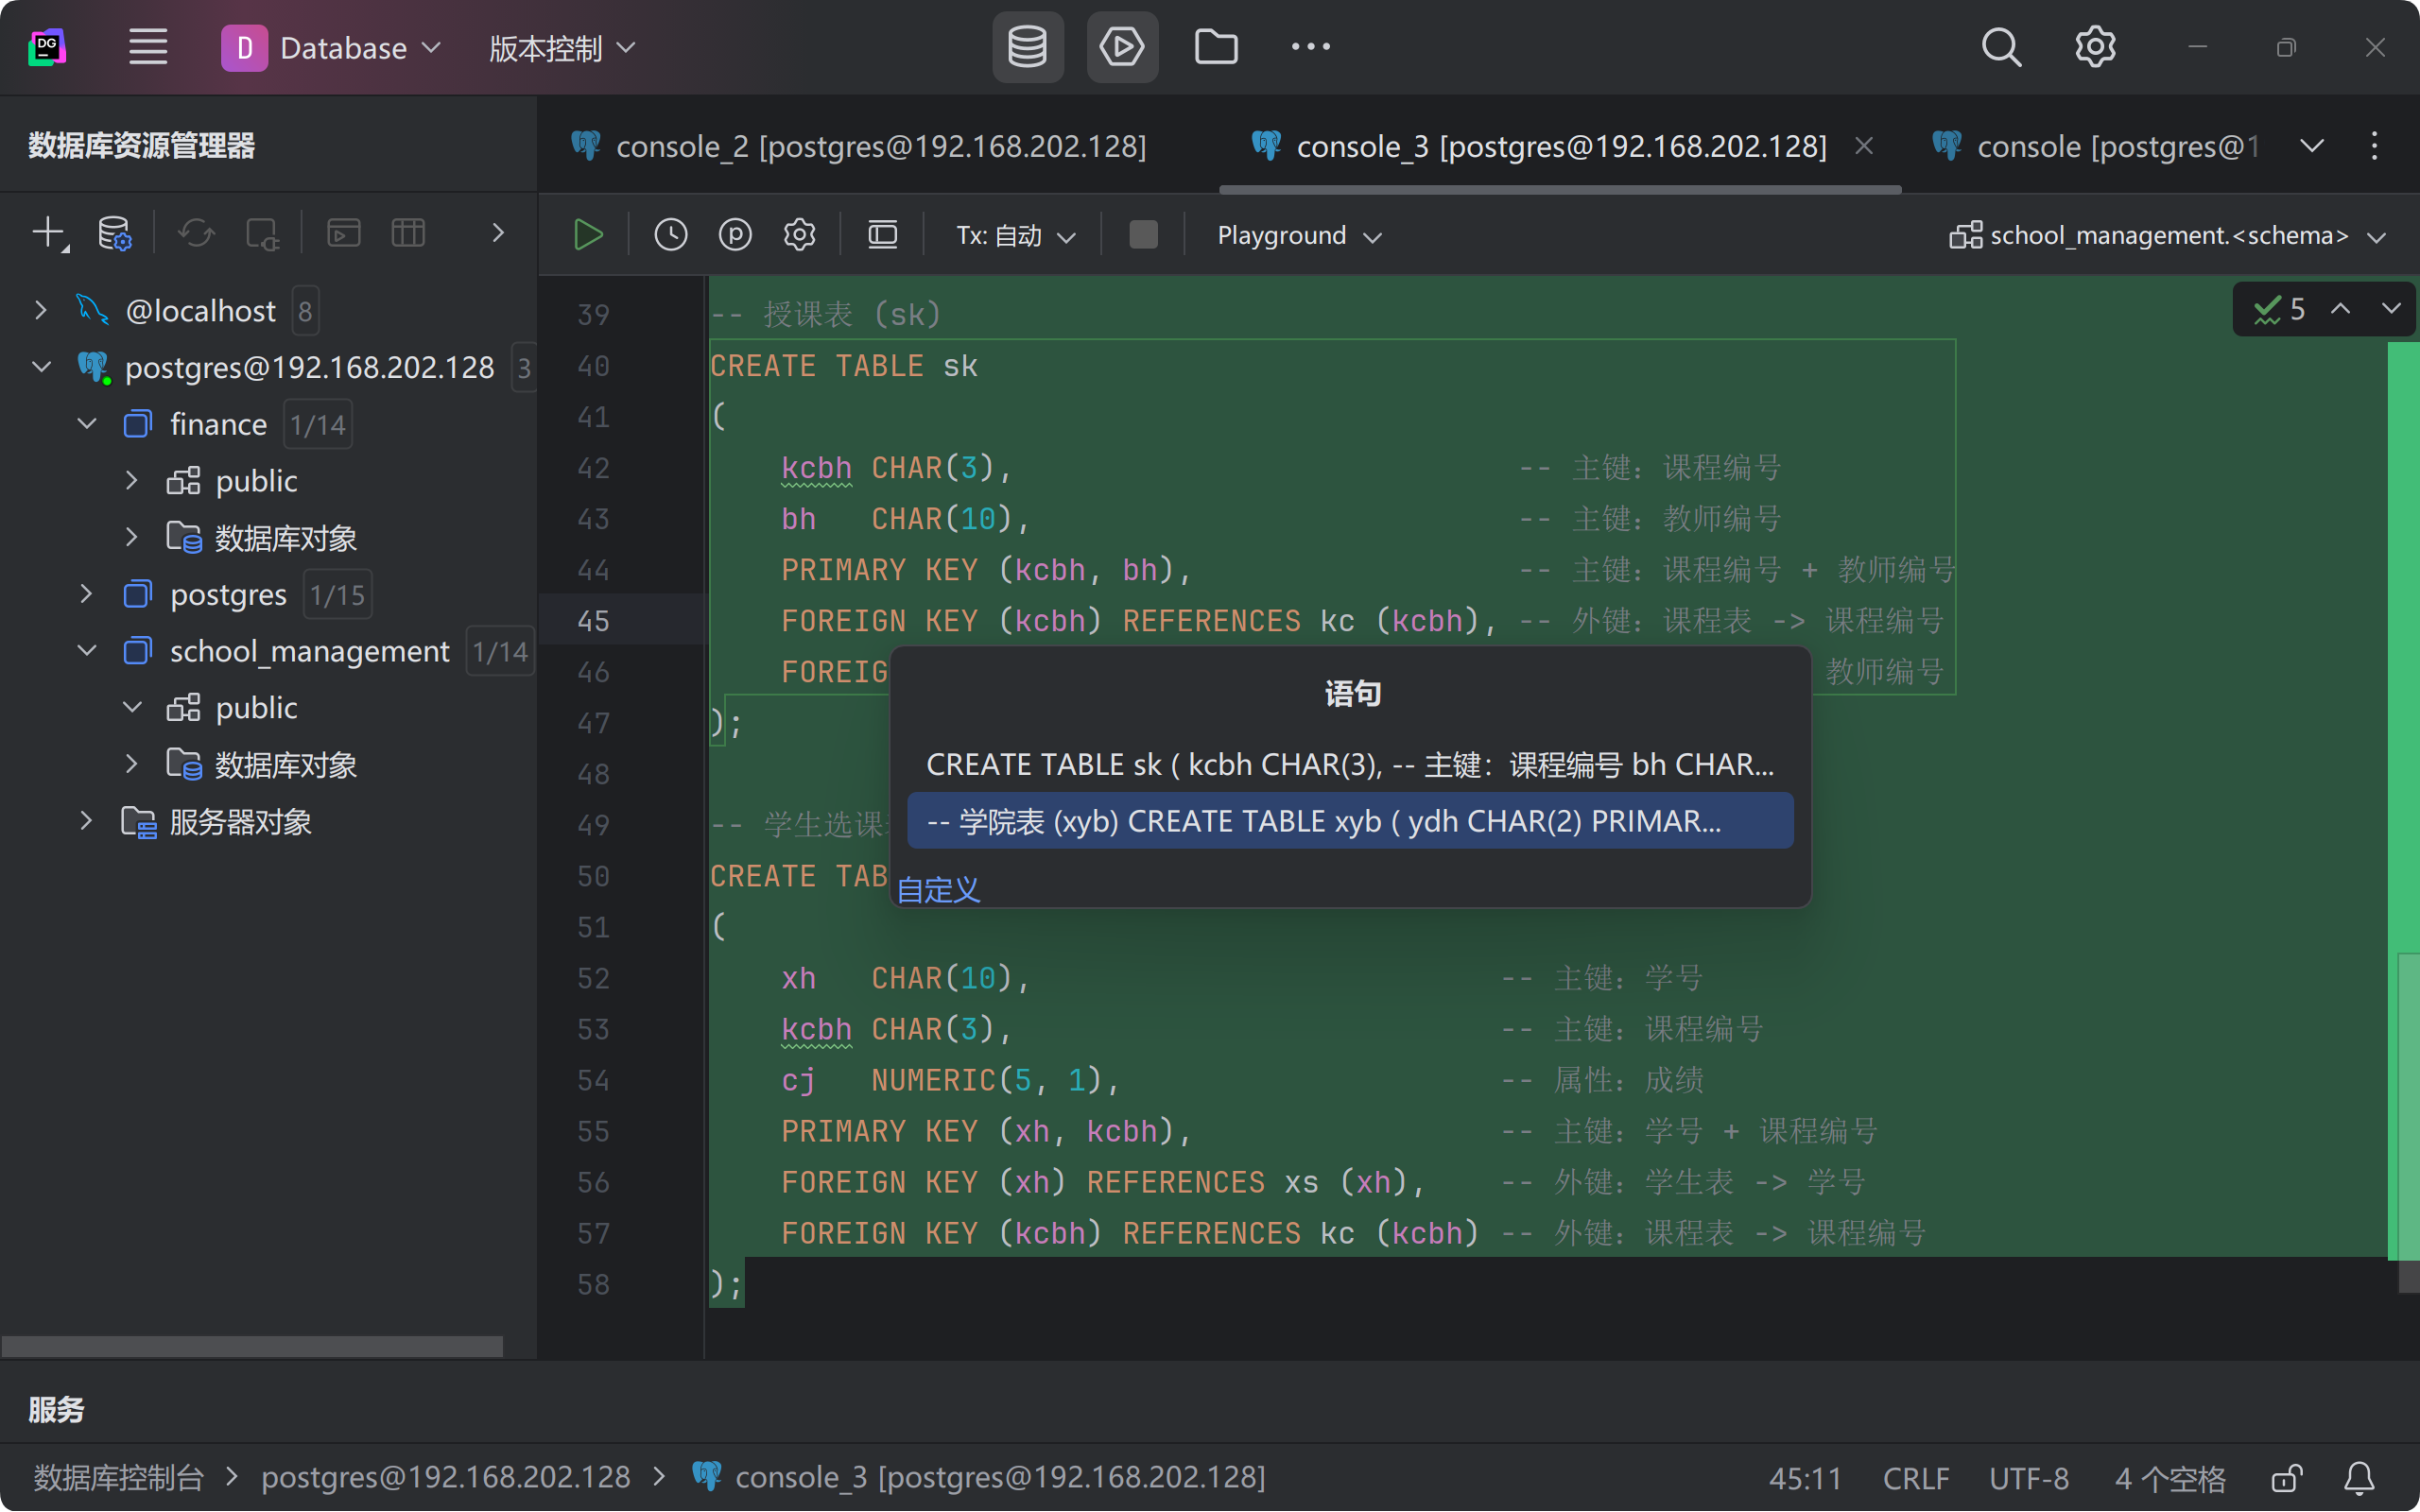 DG
D Database
版本控制
数据库资源管理器
console_2 [postgres@192.168.202.128]
console_3 [postgres@192.168.202.128]
console [postgres@1
Tx: 自动
Playground
school_management.<schema>
@localhost 8
postgres@192.168.202.128 3
finance 1/14
public
数据库对象
postgres 1/15
school_management 1/14
public
数据库对象
服务器对象
5
39 -- 授课表 (sk)
40 CREATE TABLE sk
41 (
42 kcbh CHAR(3), -- 主键：课程编号
43 bh CHAR(10), -- 主键：教师编号
44 PRIMARY KEY (kcbh, bh), -- 主键：课程编号 + 教师编号
45 FOREIGN KEY (kcbh) REFERENCES kc (kcbh), -- 外键：课程表 -> 课程编号
46 FOREIG 教师编号
47 );
48
49 -- 学生选课
50 CREATE TAB
51 (
52 xh CHAR(10), -- 主键：学号
53 kcbh CHAR(3), -- 主键：课程编号
54 cj NUMERIC(5, 1), -- 属性：成绩
55 PRIMARY KEY (xh, kcbh), -- 主键：学号 + 课程编号
56 FOREIGN KEY (xh) REFERENCES xs (xh), -- 外键：学生表 -> 学号
57 FOREIGN KEY (kcbh) REFERENCES kc (kcbh) -- 外键：课程表 -> 课程编号
58 );
语句
CREATE TABLE sk ( kcbh CHAR(3), -- 主键：课程编号 bh CHAR...
-- 学院表 (xyb) CREATE TABLE xyb ( ydh CHAR(2) PRIMAR...
自定义
服务
数据库控制台 > postgres@192.168.202.128 > console_3 [postgres@192.168.202.128]
45:11 CRLF UTF-8 4 个空格